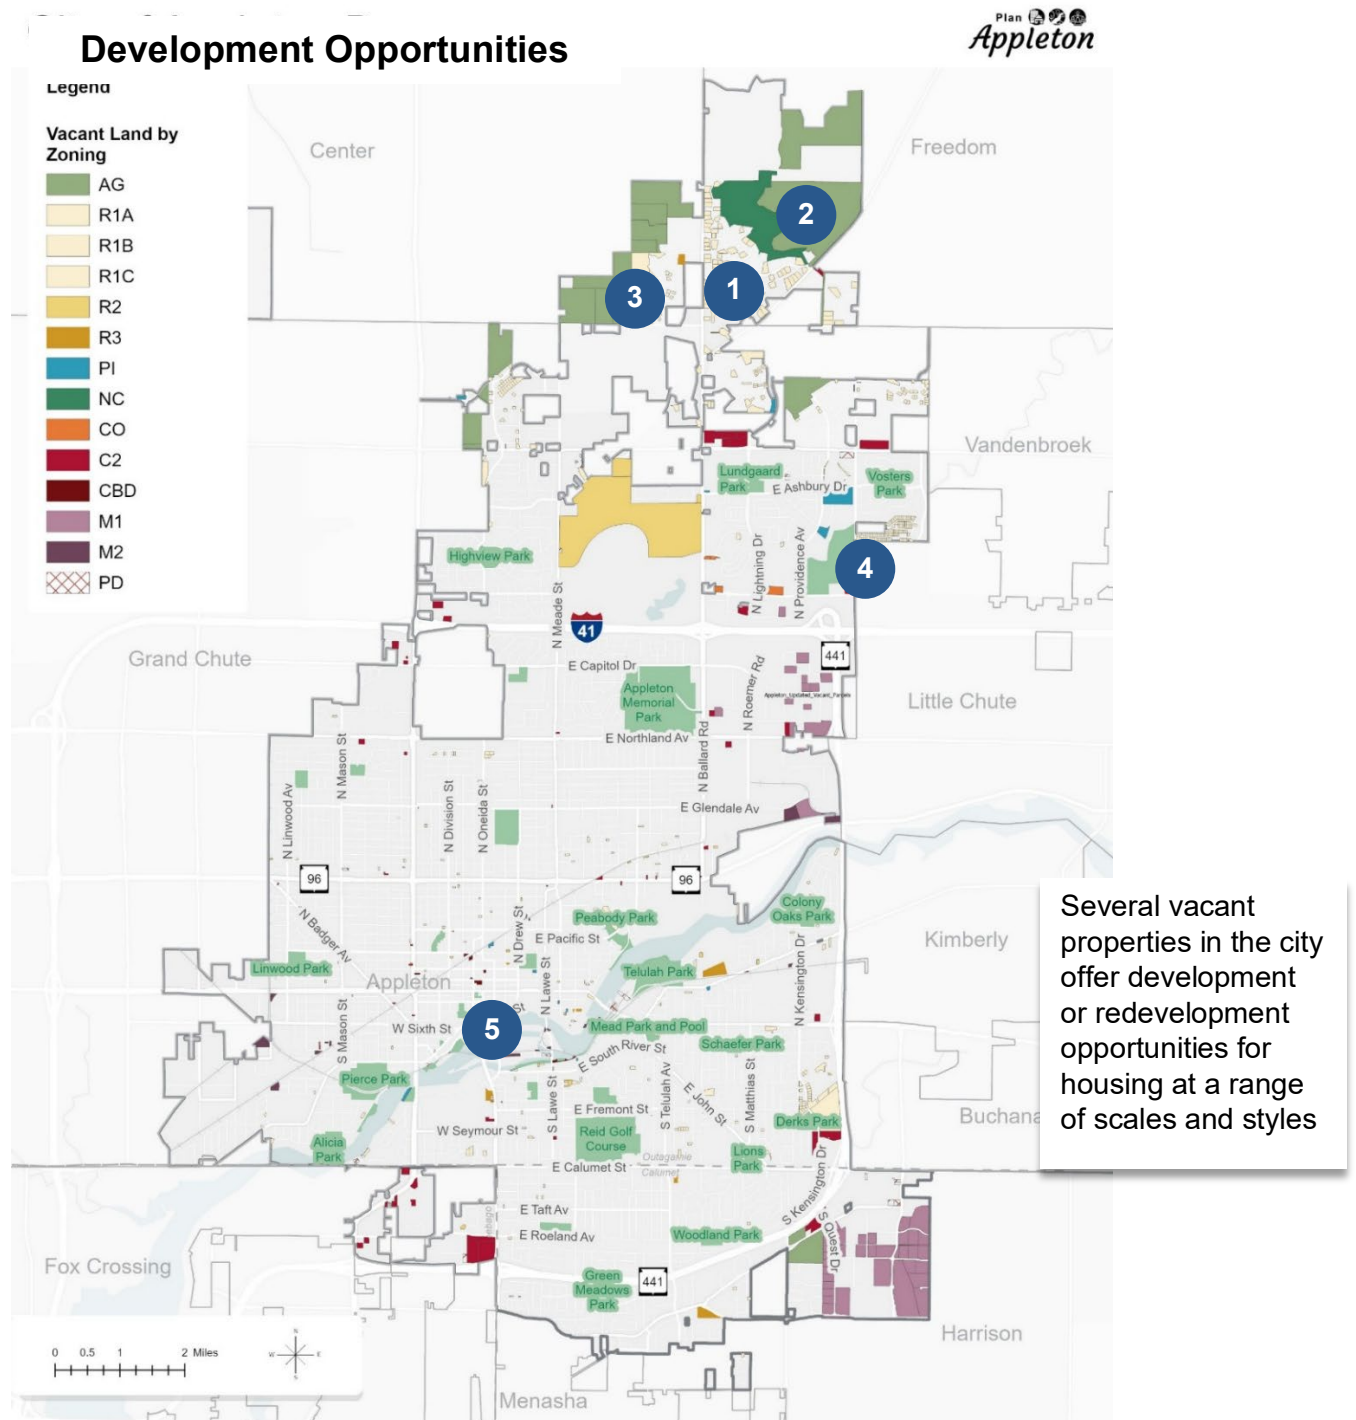 Development Opportunities
Plan
Appleton
Legend
Vacant Land by
Zoning
AG
R1A
R1B
R1C
R2
R3
PI
NC
CO
C2
CBD
M1
M2
PD
Center
Freedom
2
3
1
Vandenbroek
Lundgaard
Park
E Ashbury Dr
Vosters
Park
Highview Park
N Meade St
N Lightning Dr
N Providence Av
4
41
441
Grand Chute
E Capitol Dr
Appleton
Memorial
Park
N Roemer Rd
Appleton_Updated_Vacant_Parcels
Little Chute
N Mason St
E Northland Av
N Ballard Rd
N Linwood Av
N Division St
N Oneida St
E Glendale Av
96
96
Several vacant
properties in the city
offer development
or redevelopment
opportunities for
housing at a range
of scales and styles
N Badger Av
N Drew St
Peabody Park
Colony
Oaks Park
E Pacific St
Kimberly
Linwood Park
Appleton
N Lawe St
Telulah Park
N Kensington Dr
S Mason St
W Sixth St
5
St
Mead Park and Pool
E South River St
Schaefer Park
Pierce Park
S Lawe St
E Fremont St
S Telulah Av
E John St
S Matthias St
Buchana
Derks Park
W Seymour St
Reid Golf
Course
Alicia
Park
Lions
Park
E Calumet St
Outagamie
Calumet
S Kensington Dr
E Taft Av
E Roeland Av
Woodland Park
S Quest Dr
Fox Crossing
Green
Meadows
Park
441
Harrison
0 0.5 1 2 Miles
N
W E
S
Menasha